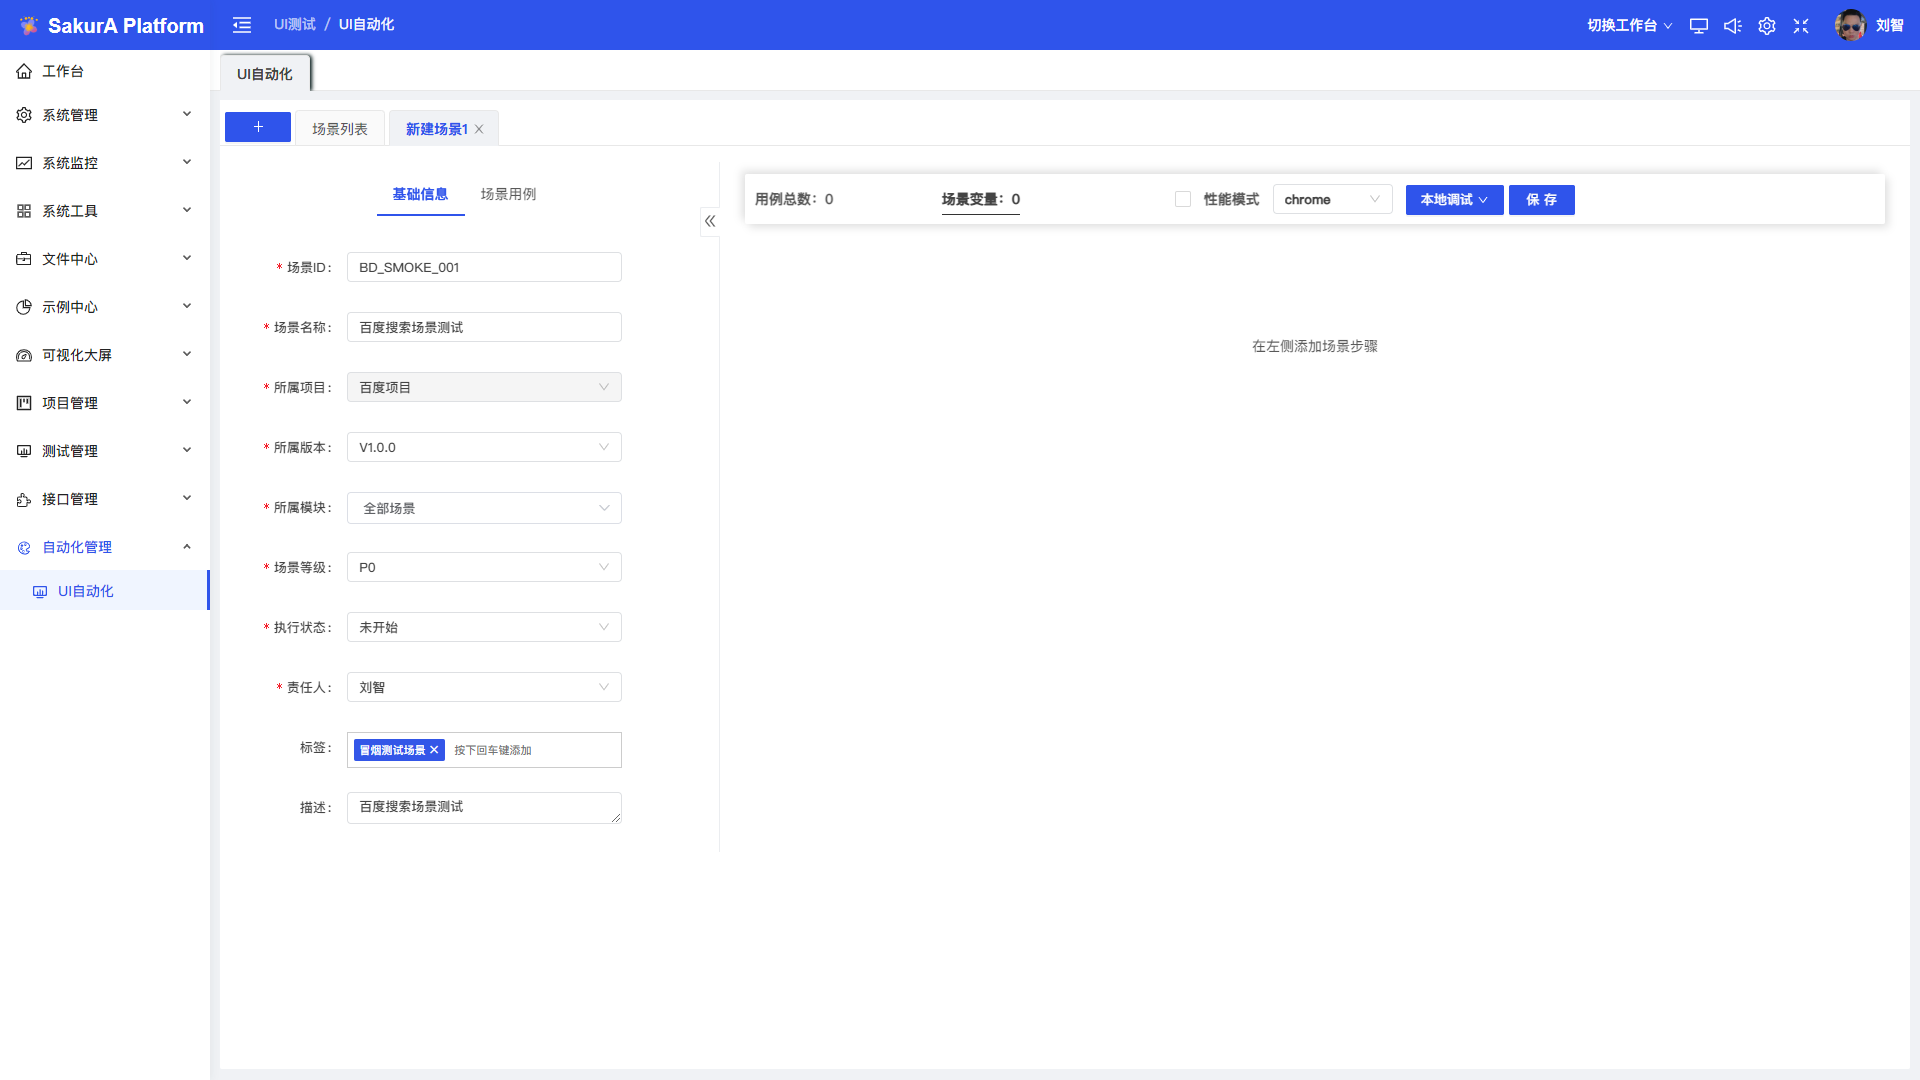 SakurA Platform
UI测试 / UI自动化
切换工作台
刘智
工作台
系统管理
系统监控
系统工具
文件中心
示例中心
可视化大屏
项目管理
测试管理
接口管理
自动化管理
UI自动化
UI自动化
+
场景列表
新建场景1
基础信息
场景用例
* 场景ID：
BD_SMOKE_001
* 场景名称：
百度搜索场景测试
* 所属项目：
百度项目
* 所属版本：
V1.0.0
* 所属模块：
全部场景
* 场景等级：
P0
* 执行状态：
未开始
* 责任人：
刘智
标签：
冒烟测试场景
按下回车键添加
描述：
百度搜索场景测试
用例总数：0
场景变量：0
性能模式
chrome
本地调试
保 存
在左侧添加场景步骤